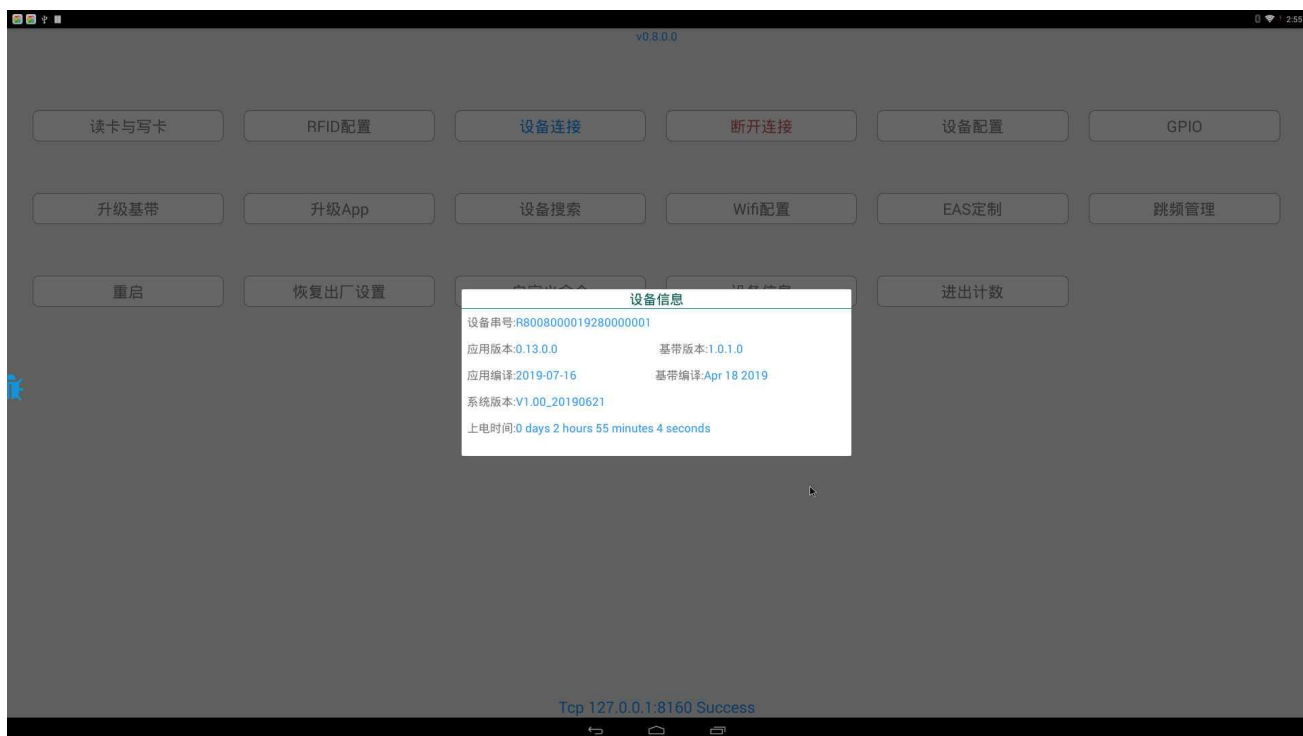 2:55
v0.8.0.0
读卡与写卡 RFID配置 设备连接 断开连接 设备配置 GPIO
升级基带 升级App 设备搜索 Wifi配置 EAS定制 跳频管理
重启 恢复出厂设置 进出计数
设备信息
设备串号:R8008000019280000001
应用版本:0.13.0.0 基带版本:1.0.1.0
应用编译:2019-07-16 基带编译:Apr 18 2019
系统版本:V1.00_20190621
上电时间:0 days 2 hours 55 minutes 4 seconds
Tcp 127.0.0.1:8160 Success